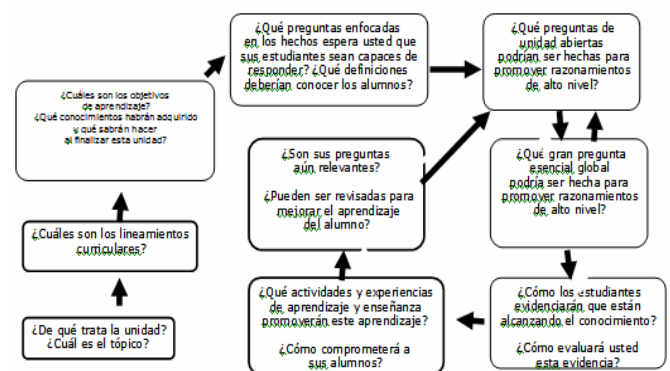 ¿Qué preguntas enfocadas
en los hechos espera usted que
sus estudiantes sean capaces de
responder? ¿Qué definiciones
deberían conocer los alumnos?
¿Qué preguntas de
unidad abiertas
podrían ser hechas para
promover razonamientos
de alto nivel?
¿Cuáles son los objetivos
de aprendizaje?
¿Qué conocimientos habrán adquirido
y qué sabrán hacer
al finalizar esta unidad?
¿Son sus preguntas
aún relevantes?
¿Pueden ser revisadas para
mejorar el aprendizaje
del alumno?
¿Qué gran pregunta
esencial global
podría ser hecha para
promover razonamientos
de alto nivel?
¿Cuáles son los lineamientos
curriculares?
¿Qué actividades y experiencias
de aprendizaje y enseñanza
promoverán este aprendizaje?
¿Cómo comprometerá a
sus alumnos?
¿Cómo los estudiantes
evidenciarán que están
alcanzando el conocimiento?
¿Cómo evaluará usted
esta evidencia?
¿De qué trata la unidad?
¿Cuál es el tópico?